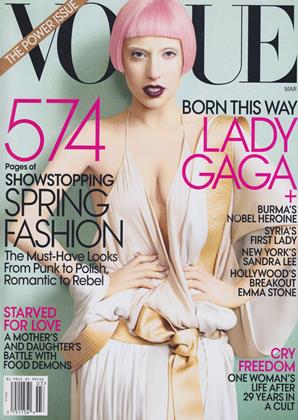 THE POWER ISSUE
VOGUE
MAR
574
Pages of
SHOWSTOPPING
SPRING
FASHION
The Must-Have Looks
From Punk to Polish,
Romantic to Rebel
STARVED
FOR LOVE
A MOTHER'S
AND DAUGHTER'S
BATTLE WITH
FOOD DEMONS
BORN THIS WAY
LADY
GAGA
+
BURMA'S
NOBEL HEROINE
SYRIA'S
FIRST LADY
NEW YORK'S
SANDRA LEE
HOLLYWOOD'S
BREAKOUT
EMMA STONE
CRY
FREEDOM
ONE WOMAN'S
LIFE AFTER
29 YEARS IN
A CULT